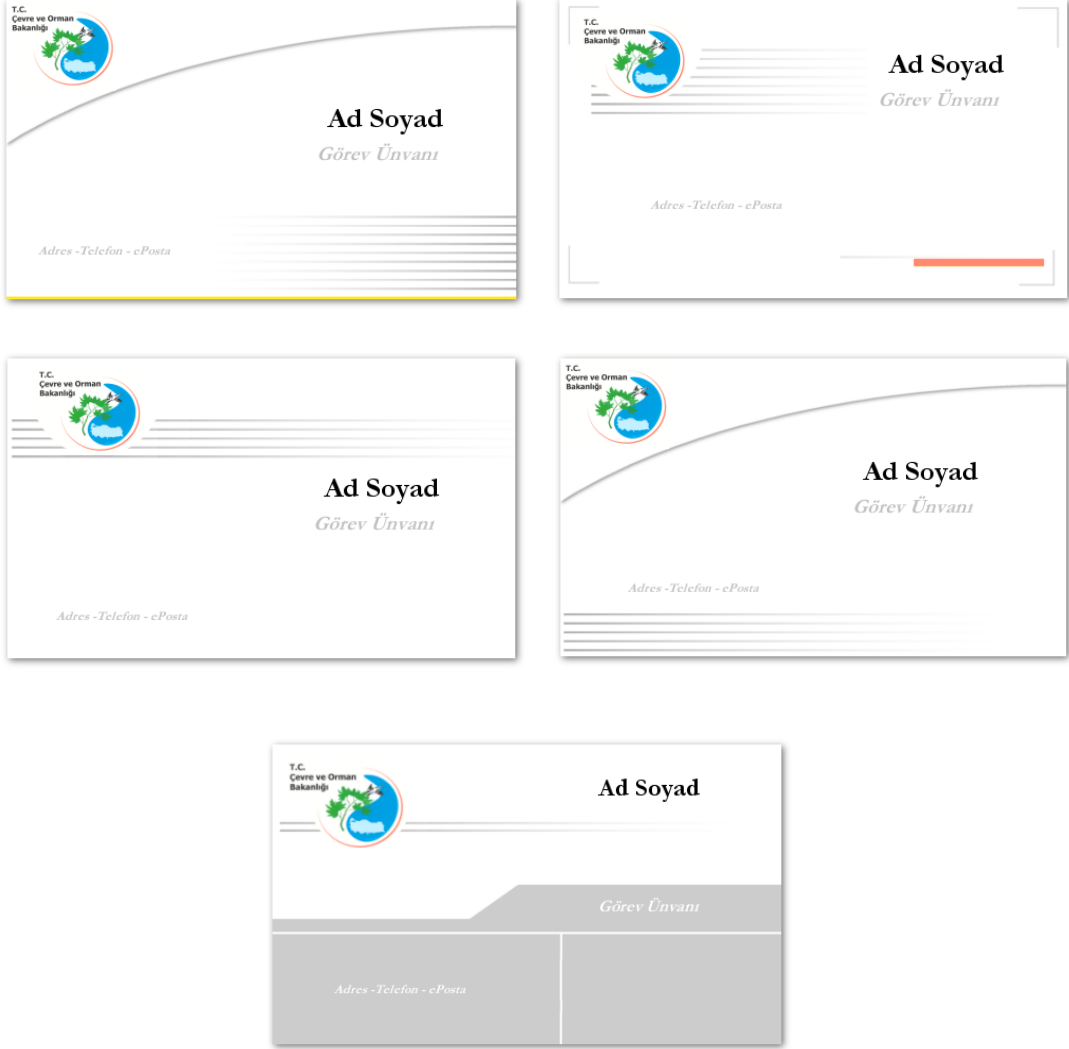 T.C.
Çevre ve Orman
Bakanlığı
Ad Soyad
Görev Ünvanı
Adres -Telefon - ePosta
T.C.
Çevre ve Orman
Bakanlığı
Ad Soyad
Görev Ünvanı
Adres -Telefon - ePosta
T.C.
Çevre ve Orman
Bakanlığı
Ad Soyad
Görev Ünvanı
Adres -Telefon - ePosta
T.C.
Çevre ve Orman
Bakanlığı
Ad Soyad
Görev Ünvanı
Adres -Telefon - ePosta
T.C.
Çevre ve Orman
Bakanlığı
Ad Soyad
Görev Ünvanı
Adres -Telefon - ePosta